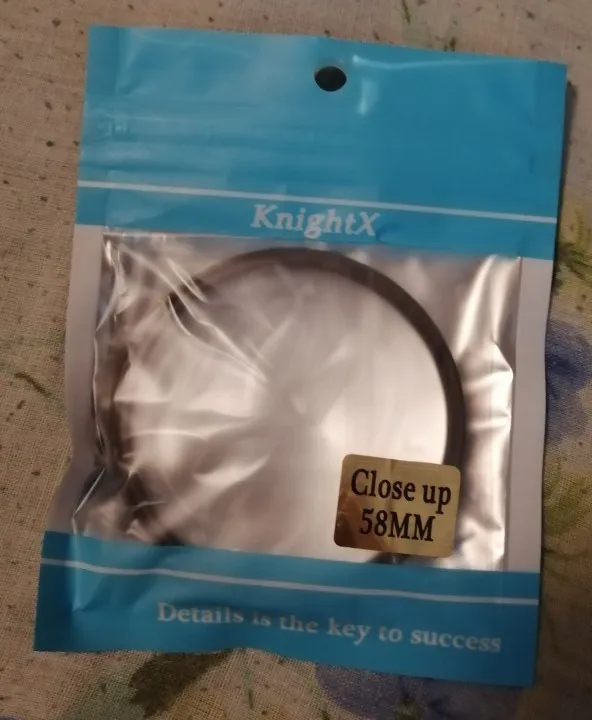 KnightX
Close up
58MM
Details is the key to success